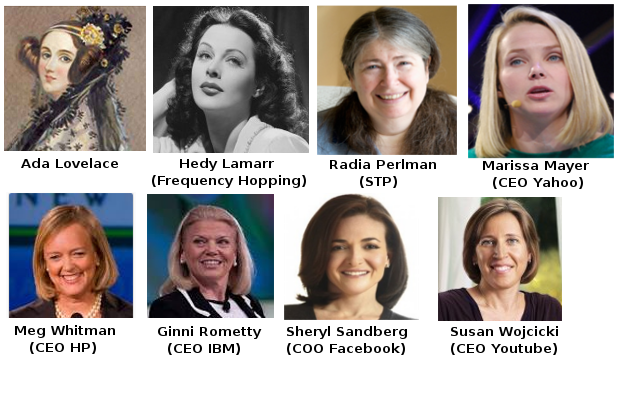 NEW
Ada Lovelace
Hedy Lamarr
(Frequency Hopping)
Radia Perlman
(STP)
Marissa Mayer
(CEO Yahoo)
Meg Whitman
(CEO HP)
Ginni Rometty
(CEO IBM)
Sheryl Sandberg
(COO Facebook)
Susan Wojcicki
(CEO Youtube)